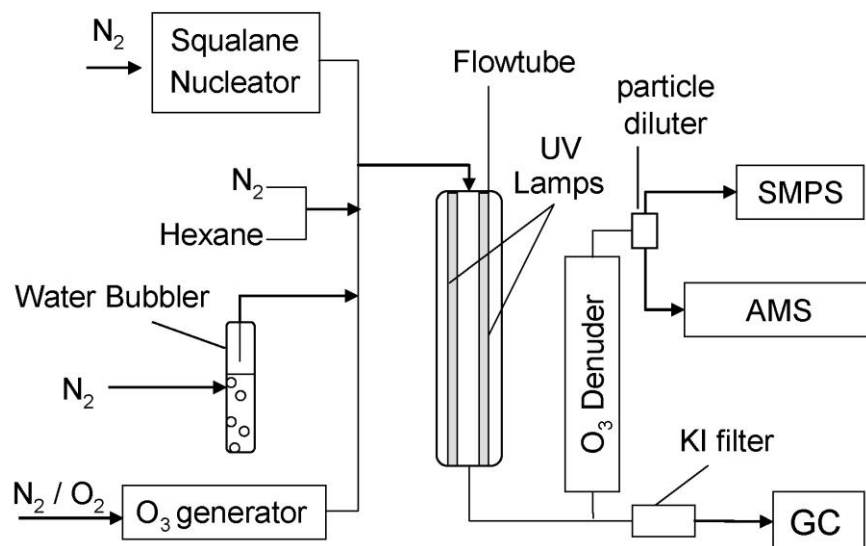 N₂
Squalane
Nucleator
Flowtube
particle
diluter
UV
Lamps
SMPS
N₂
Hexane
Water Bubbler
AMS
N₂
O₃ Denuder
KI filter
N₂ / O₂
O₃ generator
GC